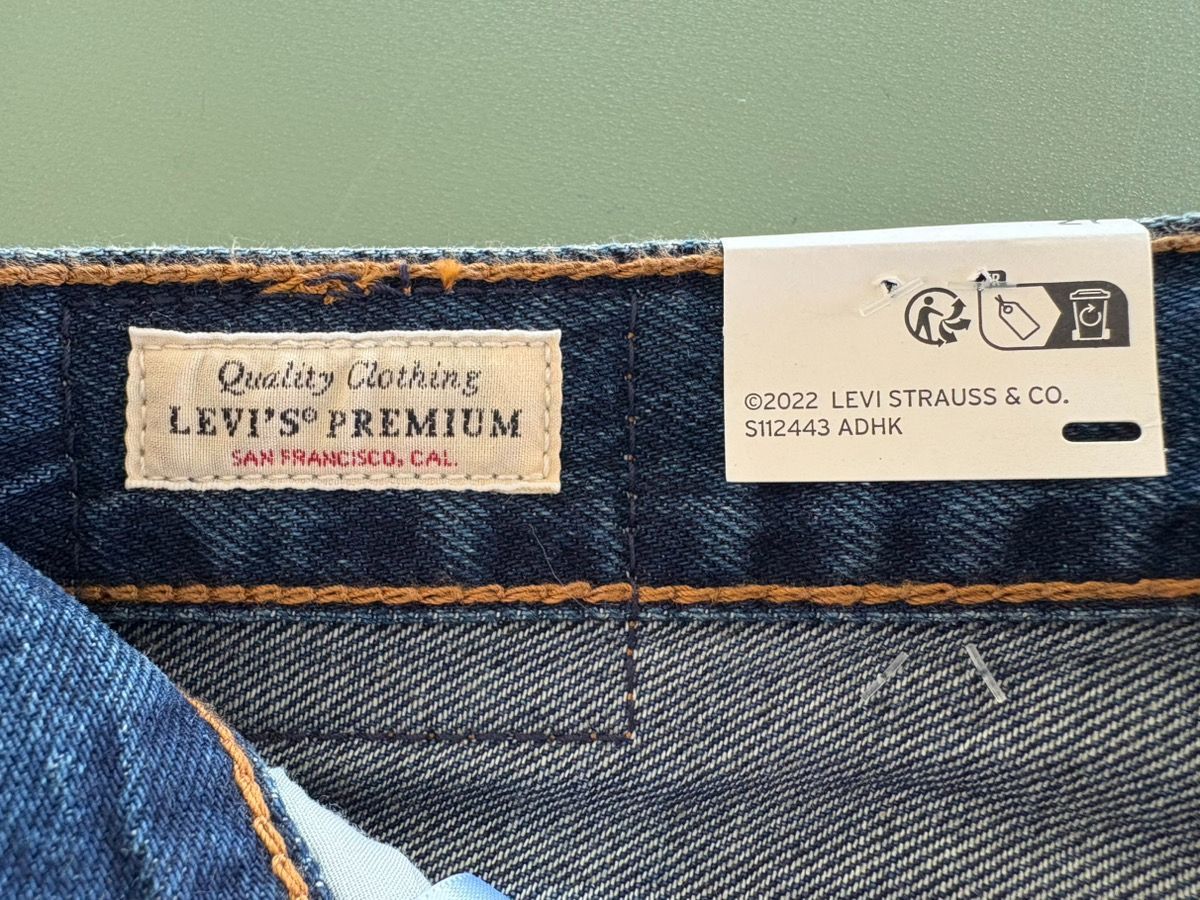 Quality Clothing
LEVI'S® PREMIUM
SAN FRANCISCO, CAL.
©2022 LEVI STRAUSS & CO.
S112443 ADHK